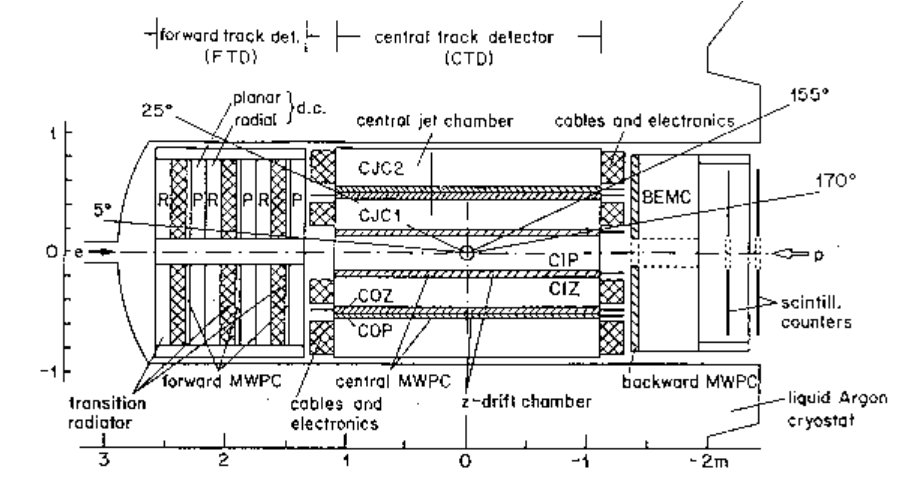 forward track det.
(FTD)
central track detector
(CTD)
planar
radial
} d.c.
25°
155°
central jet chamber
cables and electronics
1
CJC2
BEMC
170°
R P R P R P
CJC1
5°
0
e
p
CIP
CIZ
COZ
COP
scintill.
counters
-1
forward MWPC
central MWPC
backward MWPC
transition
radiator
cables and
electronics
z-drift chamber
liquid Argon
cryostat
3 2 1 0 -1 -2m